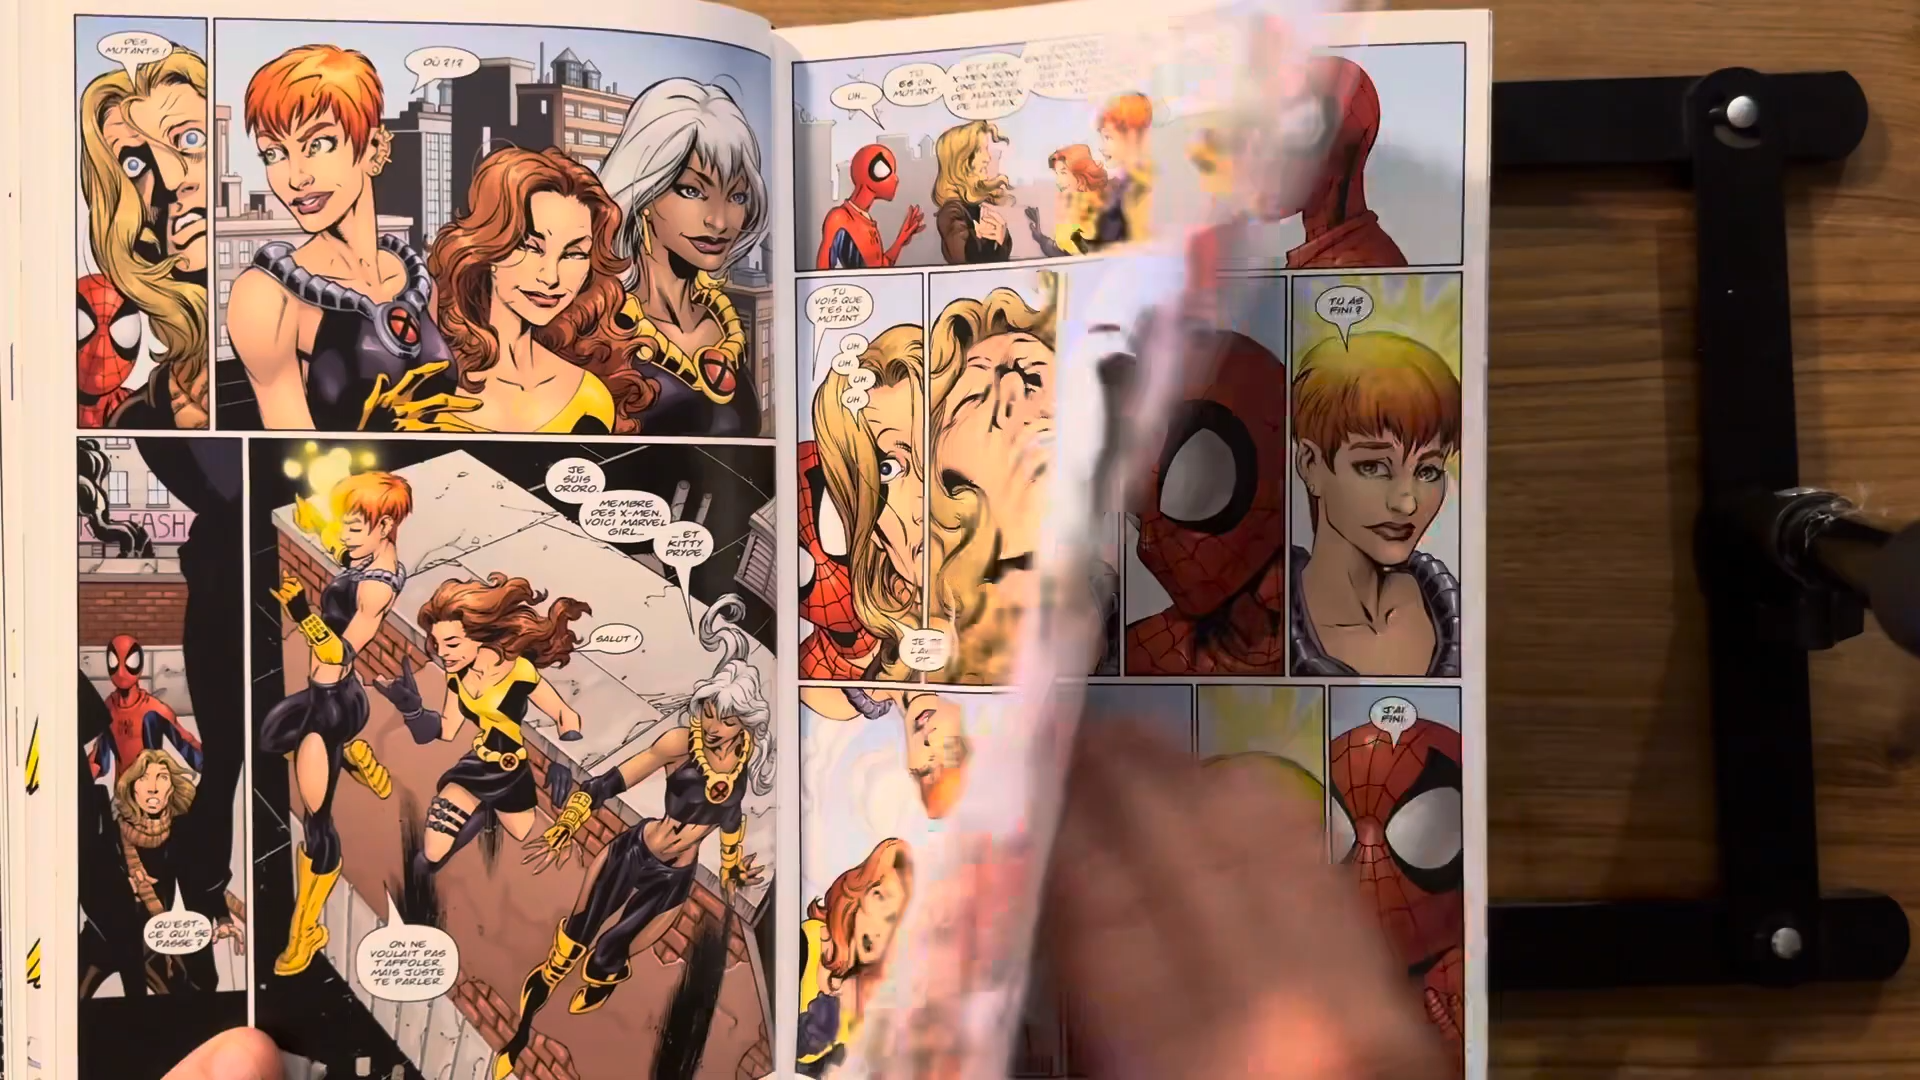 DES
MUTANTS !
OÙ ?!?
R
FASH
QU'EST-
CE QUI SE
PASSE ?
JE
SUIS
ORORO.
MEMBRE
DES X-MEN.
VOICI MARVEL
GIRL...
... ET
KITTY
PRYDE.
SALUT !
ON NE
VOULAIT PAS
T'AFFOLER,
MAIS JUSTE
TE PARLER.
UH...
TU
ES UN
MUTANT.
ET LES
X-MEN SONT
UNE FORCE
DE MAINTIEN
DE LA PAIX.
TU
VOIS QUE
T'ES UN
MUTANT.
UH.
UH.
UH.
UH.
JE
TU AS
FINI ?
J'AI
FINI.